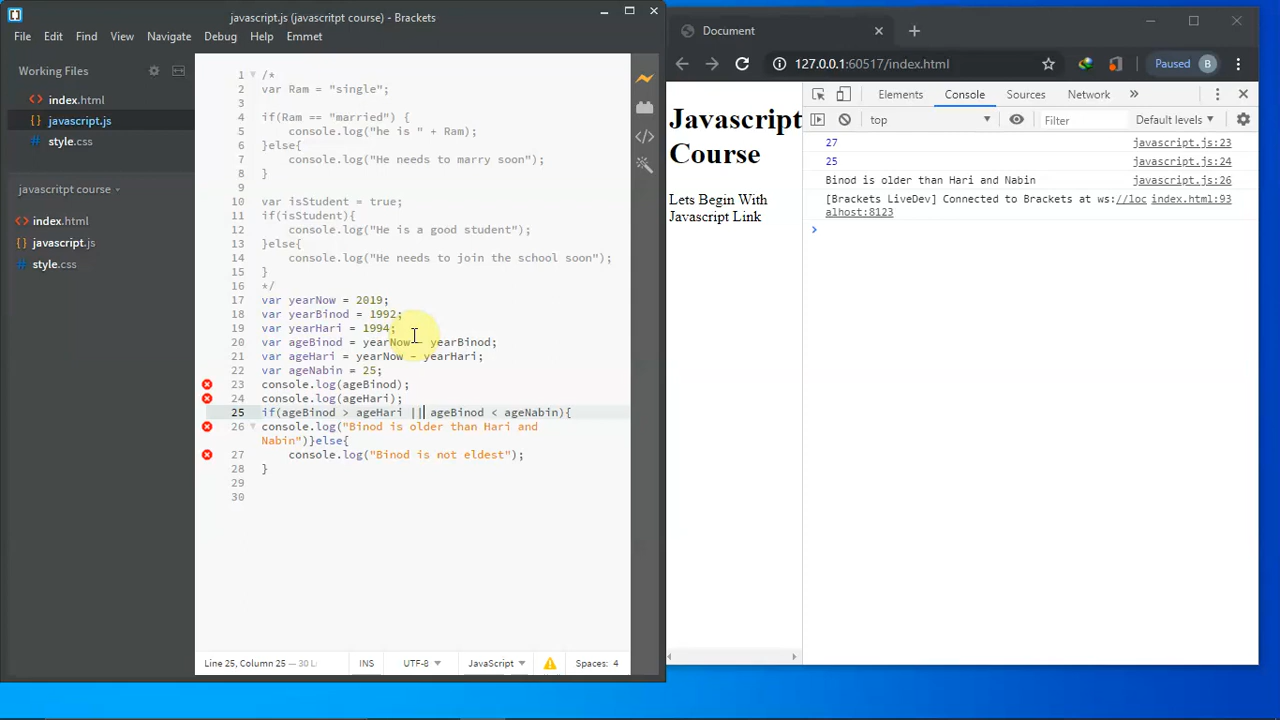 javascript.js (javascritpt course) - Brackets
File Edit Find View Navigate Debug Help Emmet
Working Files
index.html
javascript.js
style.css
javascritpt course
index.html
javascript.js
style.css
1 /*
2 var Ram = "single";
3
4 if(Ram == "married") {
5 console.log("he is " + Ram);
6 }else{
7 console.log("He needs to marry soon");
8 }
9
10 var isStudent = true;
11 if(isStudent){
12 console.log("He is a good student");
13 }else{
14 console.log("He needs to join the school soon");
15 }
16 */
17 var yearNow = 2019;
18 var yearBinod = 1992;
19 var yearHari = 1994;
20 var ageBinod = yearNow - yearBinod;
21 var ageHari = yearNow - yearHari;
22 var ageNabin = 25;
23 console.log(ageBinod);
24 console.log(ageHari);
25 if(ageBinod > ageHari || ageBinod < ageNabin){
26 console.log("Binod is older than Hari and
Nabin")}else{
27 console.log("Binod is not eldest");
28 }
29
30
Line 25, Column 25 — 30 Li
INS
UTF-8
JavaScript
Spaces: 4
Document
127.0.0.1:60517/index.html
Paused
B
Javascript
Course
Lets Begin With
Javascript Link
Elements Console Sources Network
top
Filter
Default levels
27 javascript.js:23
25 javascript.js:24
Binod is older than Hari and Nabin javascript.js:26
[Brackets LiveDev] Connected to Brackets at ws://loc index.html:93
alhost:8123